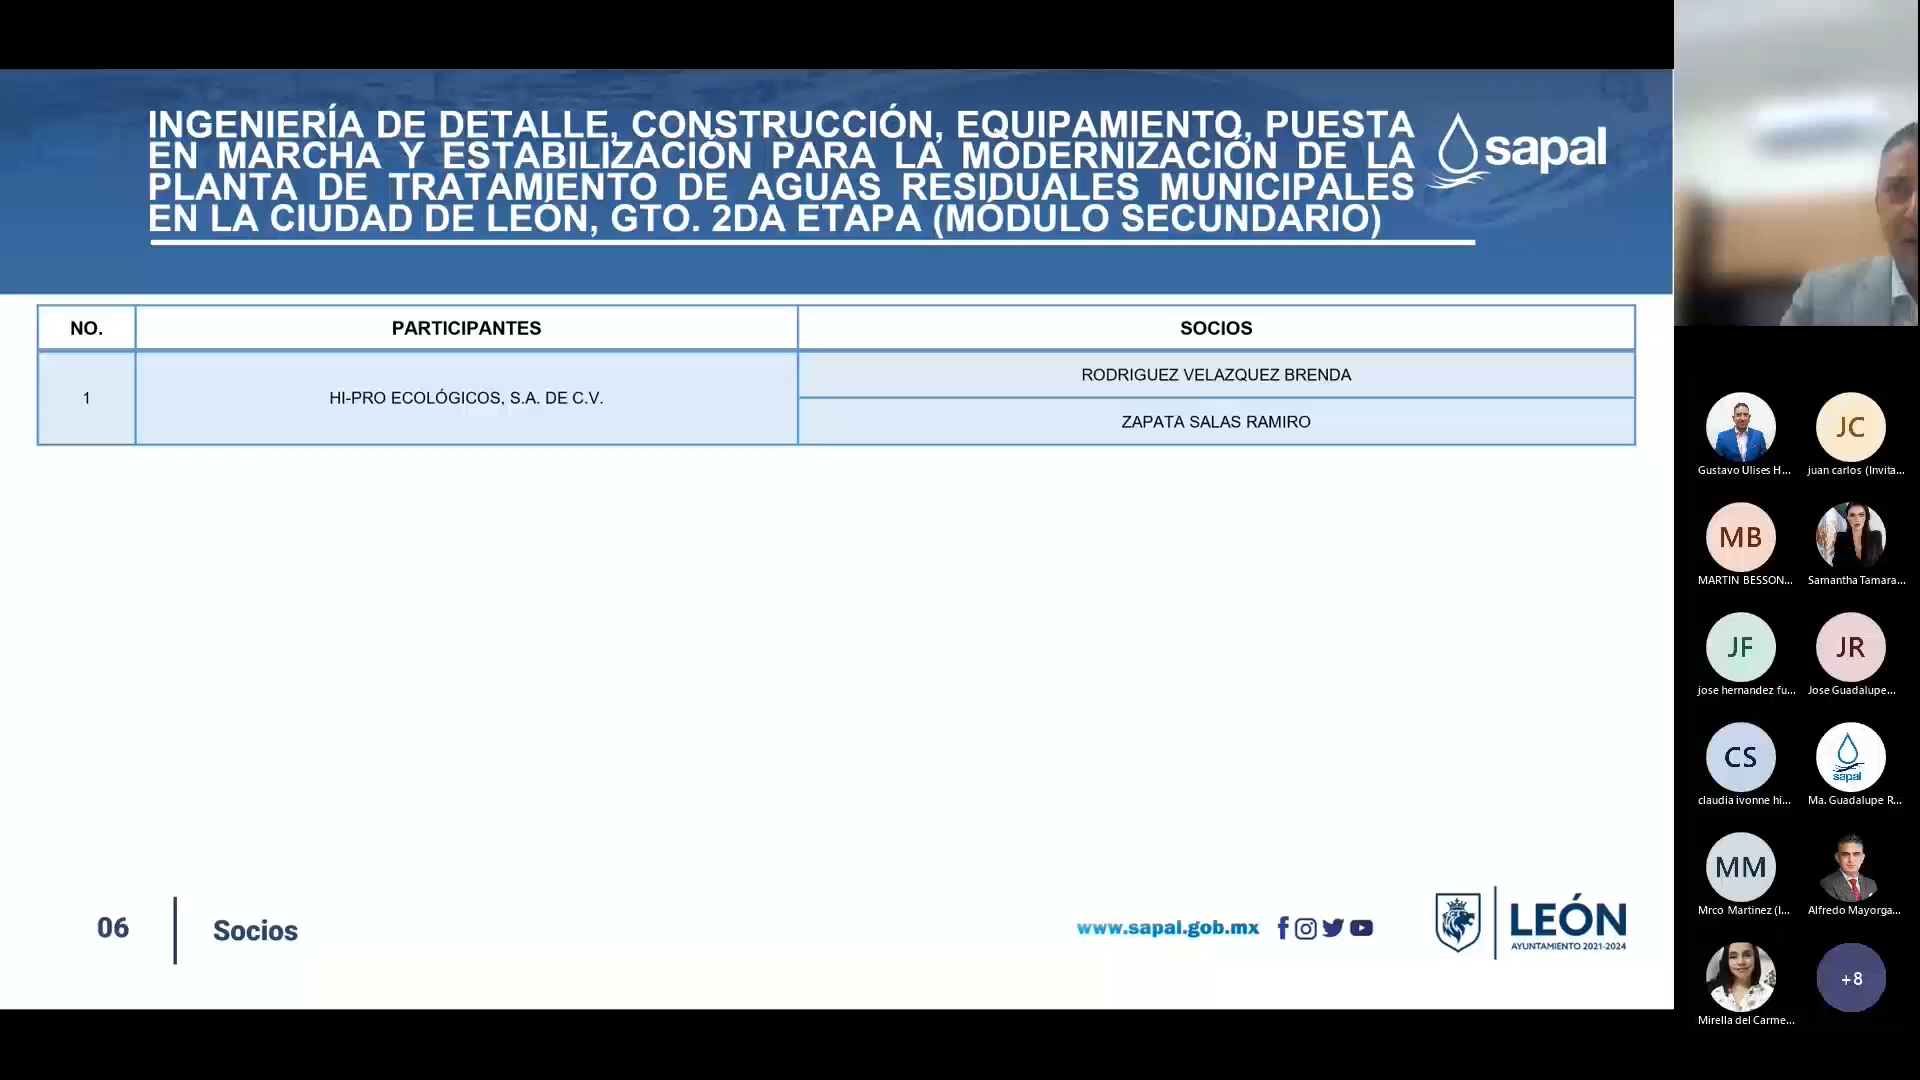 INGENIERÍA DE DETALLE, CONSTRUCCIÓN, EQUIPAMIENTO, PUESTA
EN MARCHA Y ESTABILIZACIÓN PARA LA MODERNIZACIÓN DE LA
PLANTA DE TRATAMIENTO DE AGUAS RESIDUALES MUNICIPALES
EN LA CIUDAD DE LEÓN, GTO. 2DA ETAPA (MÓDULO SECUNDARIO)
sapal
NO. PARTICIPANTES SOCIOS
1 HI-PRO ECOLÓGICOS, S.A. DE C.V. RODRIGUEZ VELAZQUEZ BRENDA
ZAPATA SALAS RAMIRO
06 Socios
www.sapal.gob.mx
LEÓN
AYUNTAMIENTO 2021-2024
JC
Gustavo Ulises H... juan carlos (Invita...
MB
MARTIN BESSON... Samantha Tamara...
JF JR
jose hernandez fu... Jose Guadalupe...
CS sapal
claudia ivonne hi... Ma. Guadalupe R...
MM
Mrco Martinez (I... Alfredo Mayorga...
+8
Mirella del Carme...